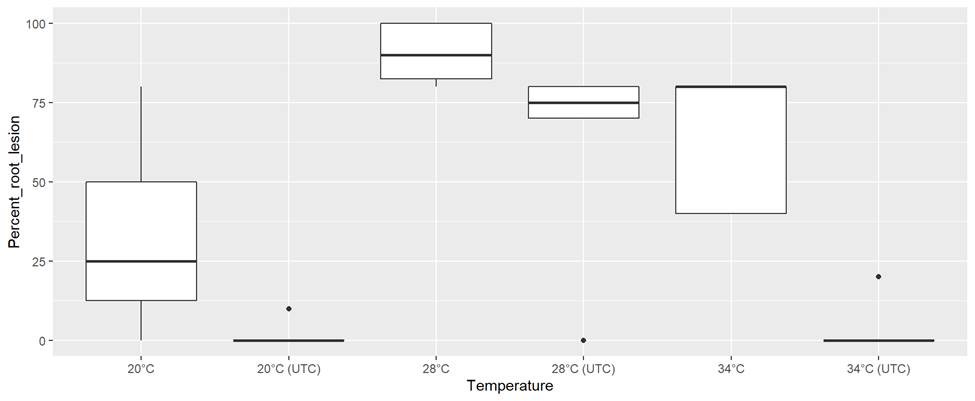 Percent_root_lesion
100
75
50
25
0
20°C
20°C (UTC)
28°C
28°C (UTC)
34°C
34°C (UTC)
Temperature